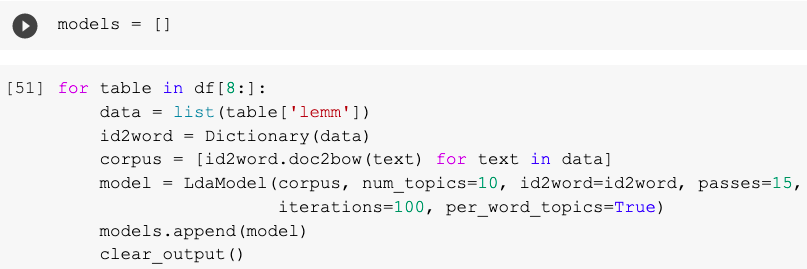 models = []
[51] for table in df[8:]:
data = list(table['lemm'])
id2word = Dictionary(data)
corpus = [id2word.doc2bow(text) for text in data]
model = LdaModel(corpus, num_topics=10, id2word=id2word, passes=15,
iterations=100, per_word_topics=True)
models.append(model)
clear_output()